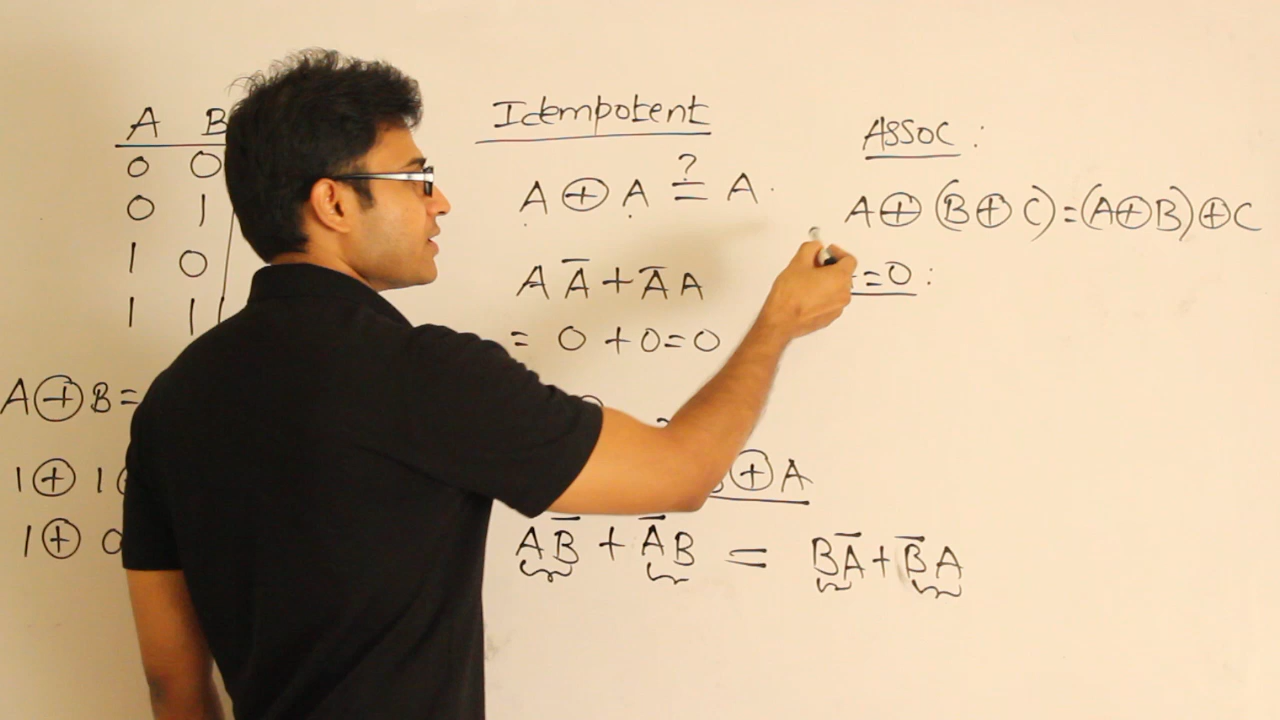 A B
0 0
0 1
1 0
1 1
A ⊕ B =
1 ⊕ 1
1 ⊕ 0
Idempotent
A ⊕ A ≟ A.
A A̅ + A̅ A
= 0 + 0 = 0
⊕ A
A B̅ + A̅ B = B A̅ + B̅ A
Assoc :
A ⊕ (B ⊕ C) = (A ⊕ B) ⊕ C
= 0 :